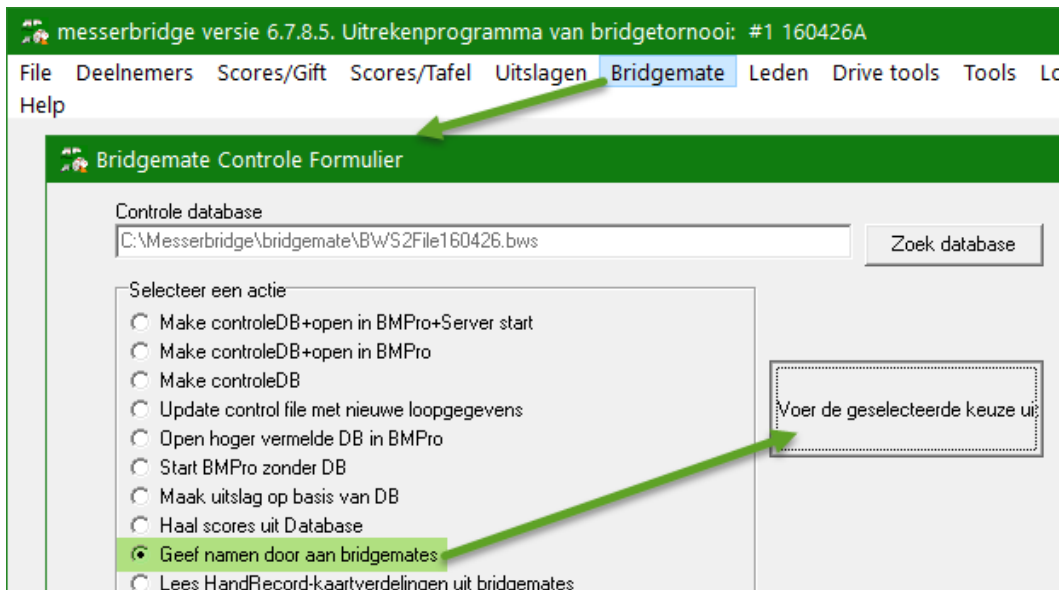 messerbridge versie 6.7.8.5. Uitrekenprogramma van bridgetornooi: #1 160426A
File Deelnemers Scores/Gift Scores/Tafel Uitslagen Bridgemate Leden Drive tools Tools Lo
Help
Bridgemate Controle Formulier
Controle database
C:\Messerbridge\bridgemate\BWS2File160426.bws
Zoek database
Selecteer een actie
Make controleDB+open in BMPro+Server start
Make controleDB+open in BMPro
Make controleDB
Update control file met nieuwe loopgegevens
Voer de geselecteerde keuze ui
Open hoger vermelde DB in BMPro
Start BMPro zonder DB
Maak uitslag op basis van DB
Haal scores uit Database
Geef namen door aan bridgemates
Lees HandRecord-kaartverdelingen uit bridgemates